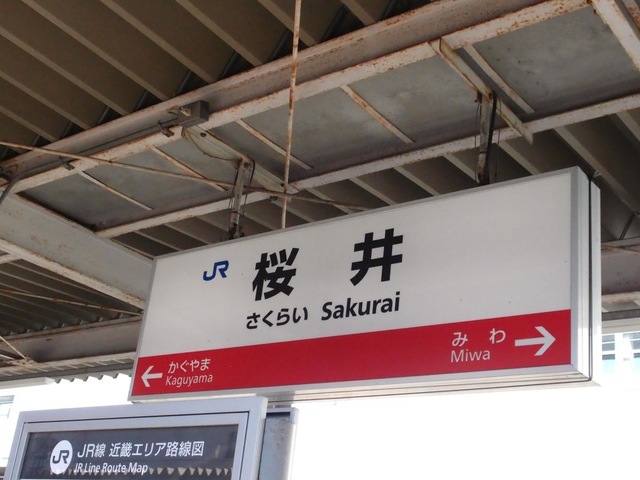 JR 桜井
さくらい Sakurai
← かぐやま
Kaguyama
みわ →
Miwa
JR JR線 近畿エリア路線図
JR Line Route Map